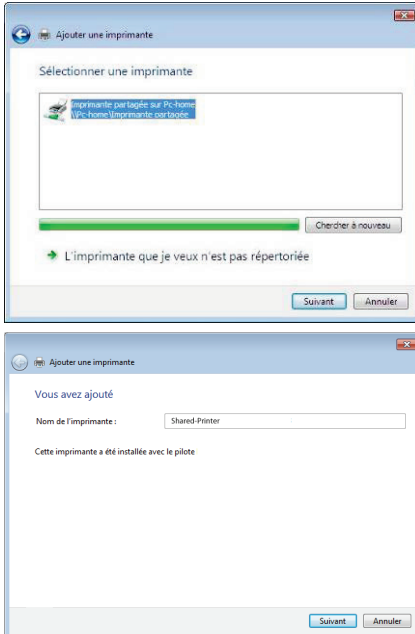 Ajouter une imprimante
Sélectionner une imprimante
Imprimante partagée sur Pc-home
\\Pc-home\Imprimante partagée
Chercher à nouveau
L'imprimante que je veux n'est pas répertoriée
Suivant Annuler
Ajouter une imprimante
Vous avez ajouté
Nom de l'imprimante : Shared-Printer
Cette imprimante a été installée avec le pilote
Suivant Annuler